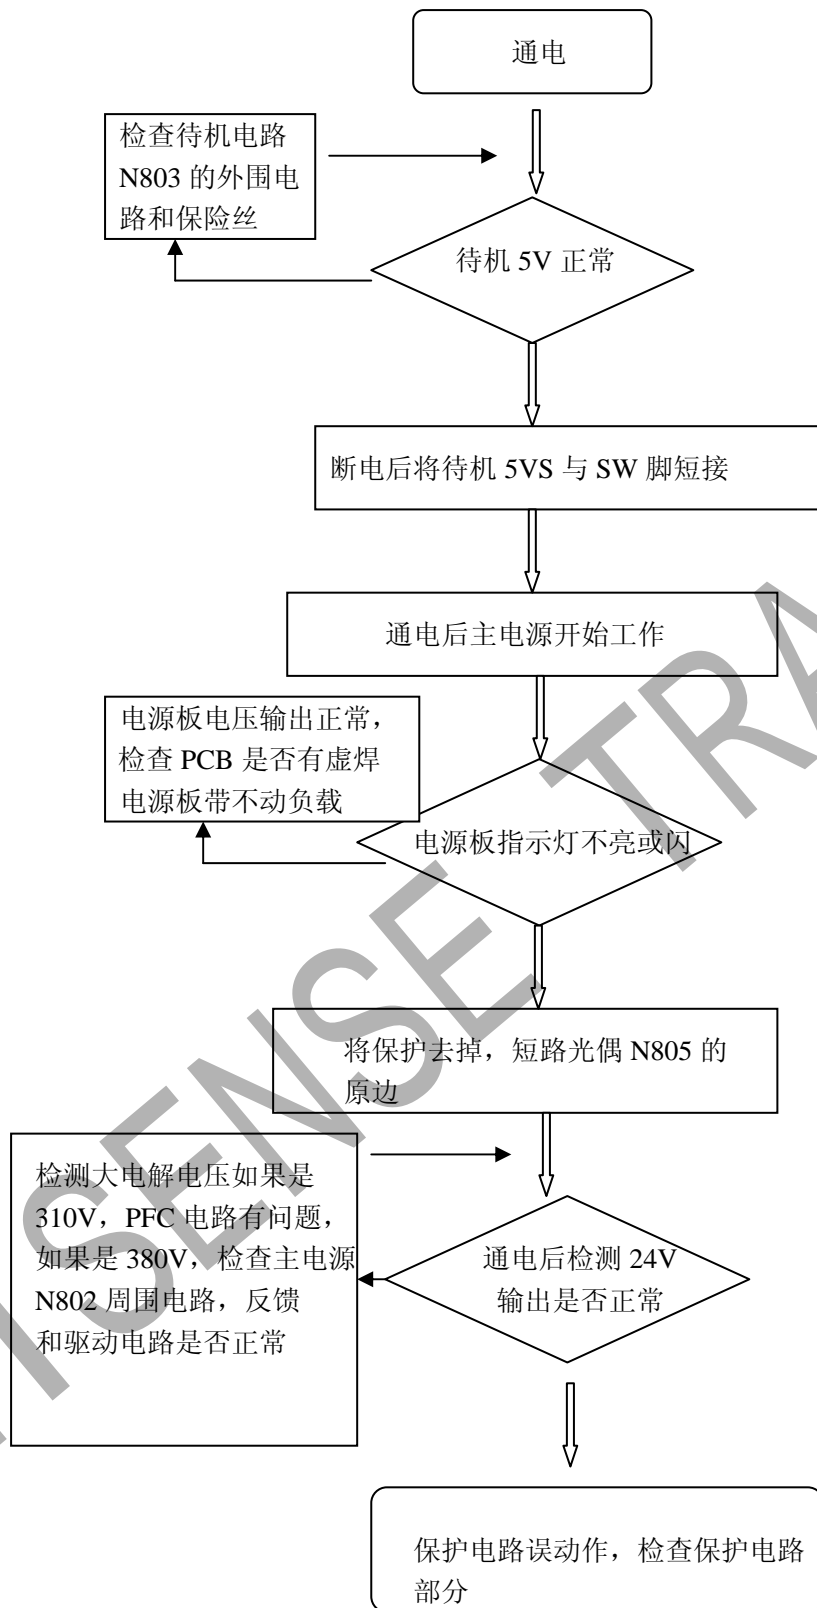 通电
检查待机电路
N803 的外围电
路和保险丝
待机 5V 正常
断电后将待机 5VS 与 SW 脚短接
通电后主电源开始工作
电源板电压输出正常，
检查 PCB 是否有虚焊
电源板带不动负载
电源板指示灯不亮或闪
将保护去掉，短路光偶 N805 的
原边
检测大电解电压如果是
310V，PFC 电路有问题，
如果是 380V，检查主电源
N802 周围电路，反馈
和驱动电路是否正常
通电后检测 24V
输出是否正常
保护电路误动作，检查保护电路
部分
ISENSE TRA